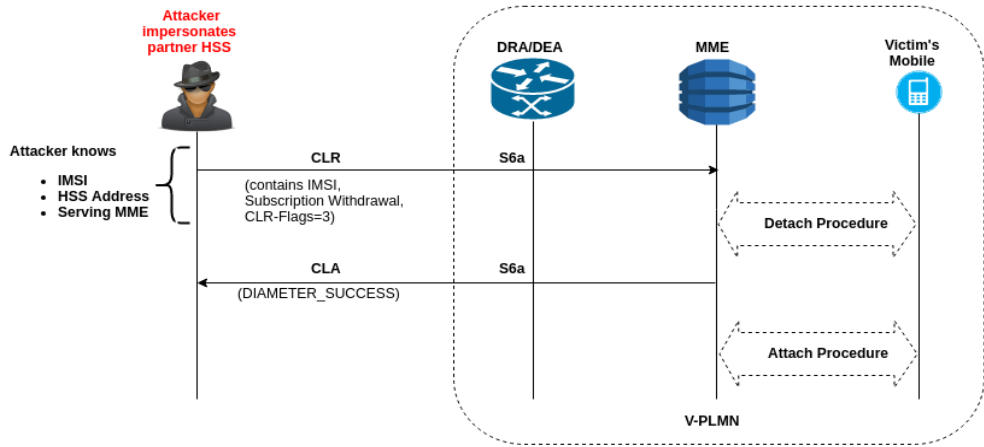 Attacker
impersonates
partner HSS
DRA/DEA
MME
Victim's
Mobile
Attacker knows
• IMSI
• HSS Address
• Serving MME
CLR
S6a
(contains IMSI,
Subscription Withdrawal,
CLR-Flags=3)
Detach Procedure
CLA
S6a
(DIAMETER_SUCCESS)
Attach Procedure
V-PLMN